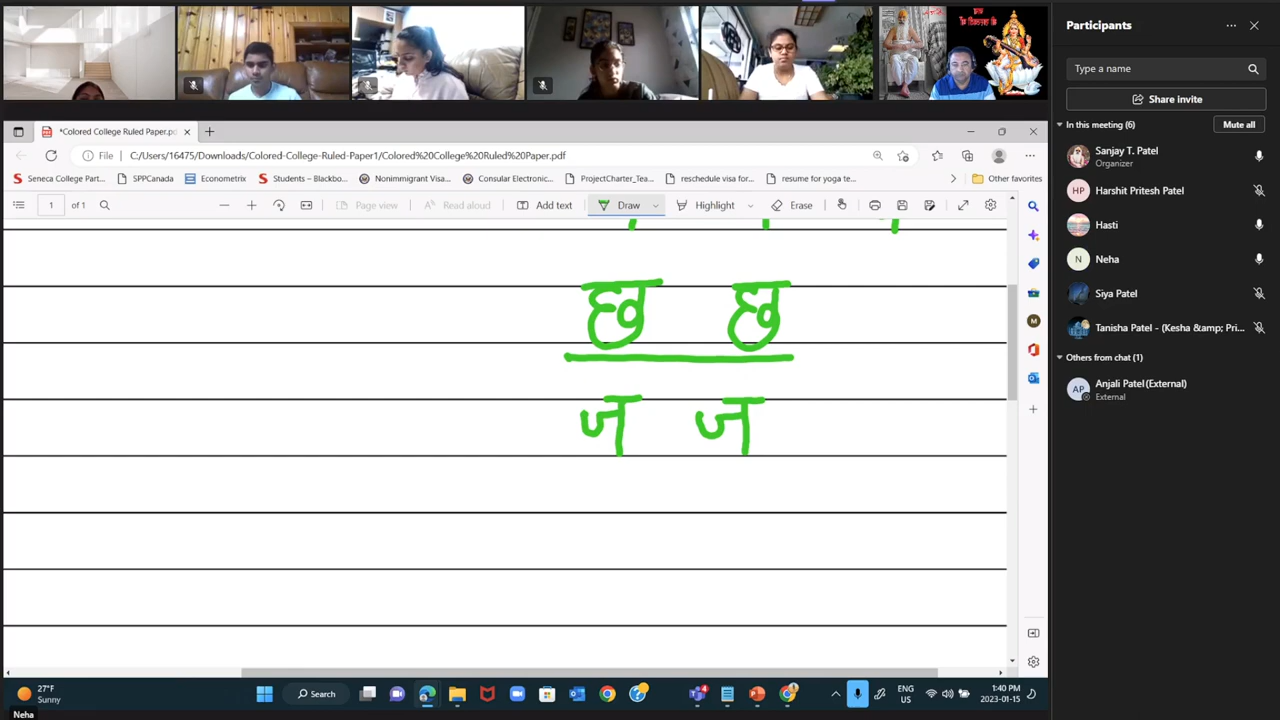 Participants
Type a name
Share invite
In this meeting (6)
Mute all
Sanjay T. Patel
Organizer
HP
Harshit Pritesh Patel
Hasti
N
Neha
Siya Patel
Tanisha Patel - (Kesha &amp; Pri...
Others from chat (1)
AP
Anjali Patel (External)
External
*Colored College Ruled Paper.pd
File
C:/Users/16475/Downloads/Colored-College-Ruled-Paper1/Colored%20College%20Ruled%20Paper.pdf
Seneca College Part...
SPPCanada
Econometrix
Students – Blackbo...
Nonimmigrant Visa...
Consular Electronic...
ProjectCharter_Tea...
reschedule visa for...
resume for yoga te...
Other favorites
1 of 1
Page view
Read aloud
Add text
Draw
Highlight
Erase
छ छ
ज ज
27°F
Sunny
Search
ENG
US
1:40 PM
2023-01-15
Neha